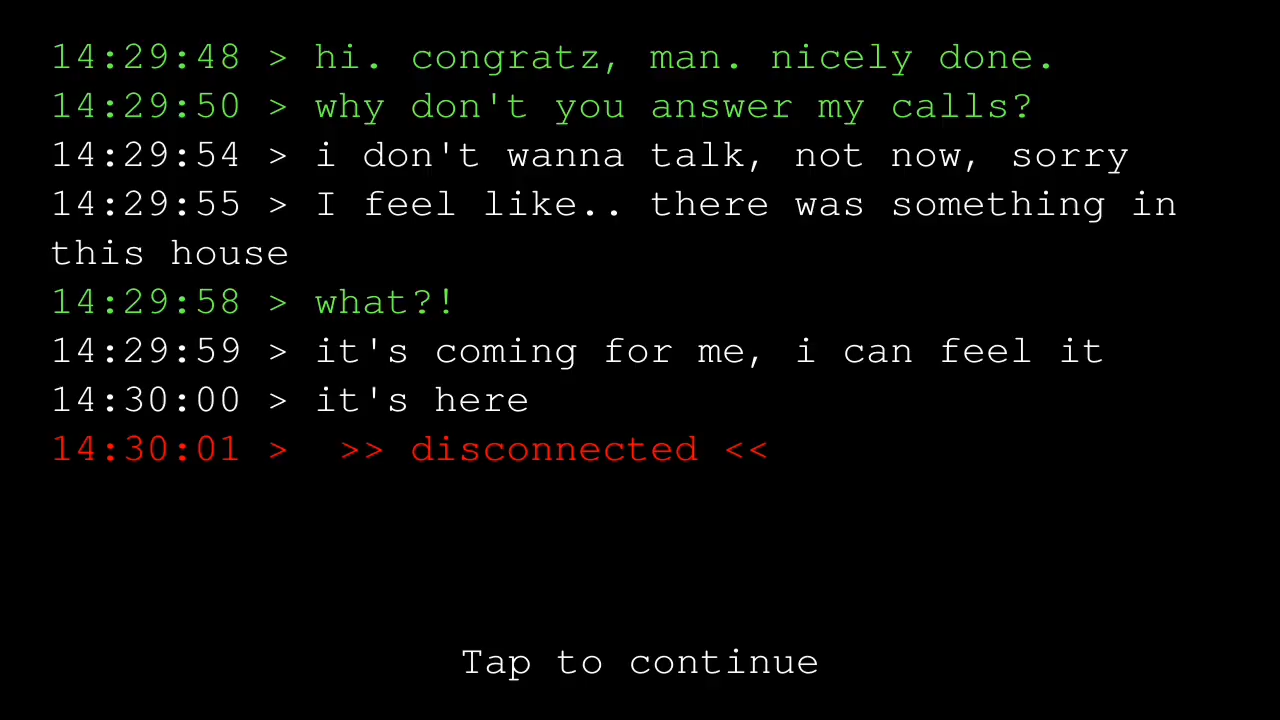 14:29:48 > hi. congratz, man. nicely done.
14:29:50 > why don't you answer my calls?
14:29:54 > i don't wanna talk, not now, sorry
14:29:55 > I feel like.. there was something in
this house
14:29:58 > what?!
14:29:59 > it's coming for me, i can feel it
14:30:00 > it's here
14:30:01 >  >> disconnected <<
Tap to continue